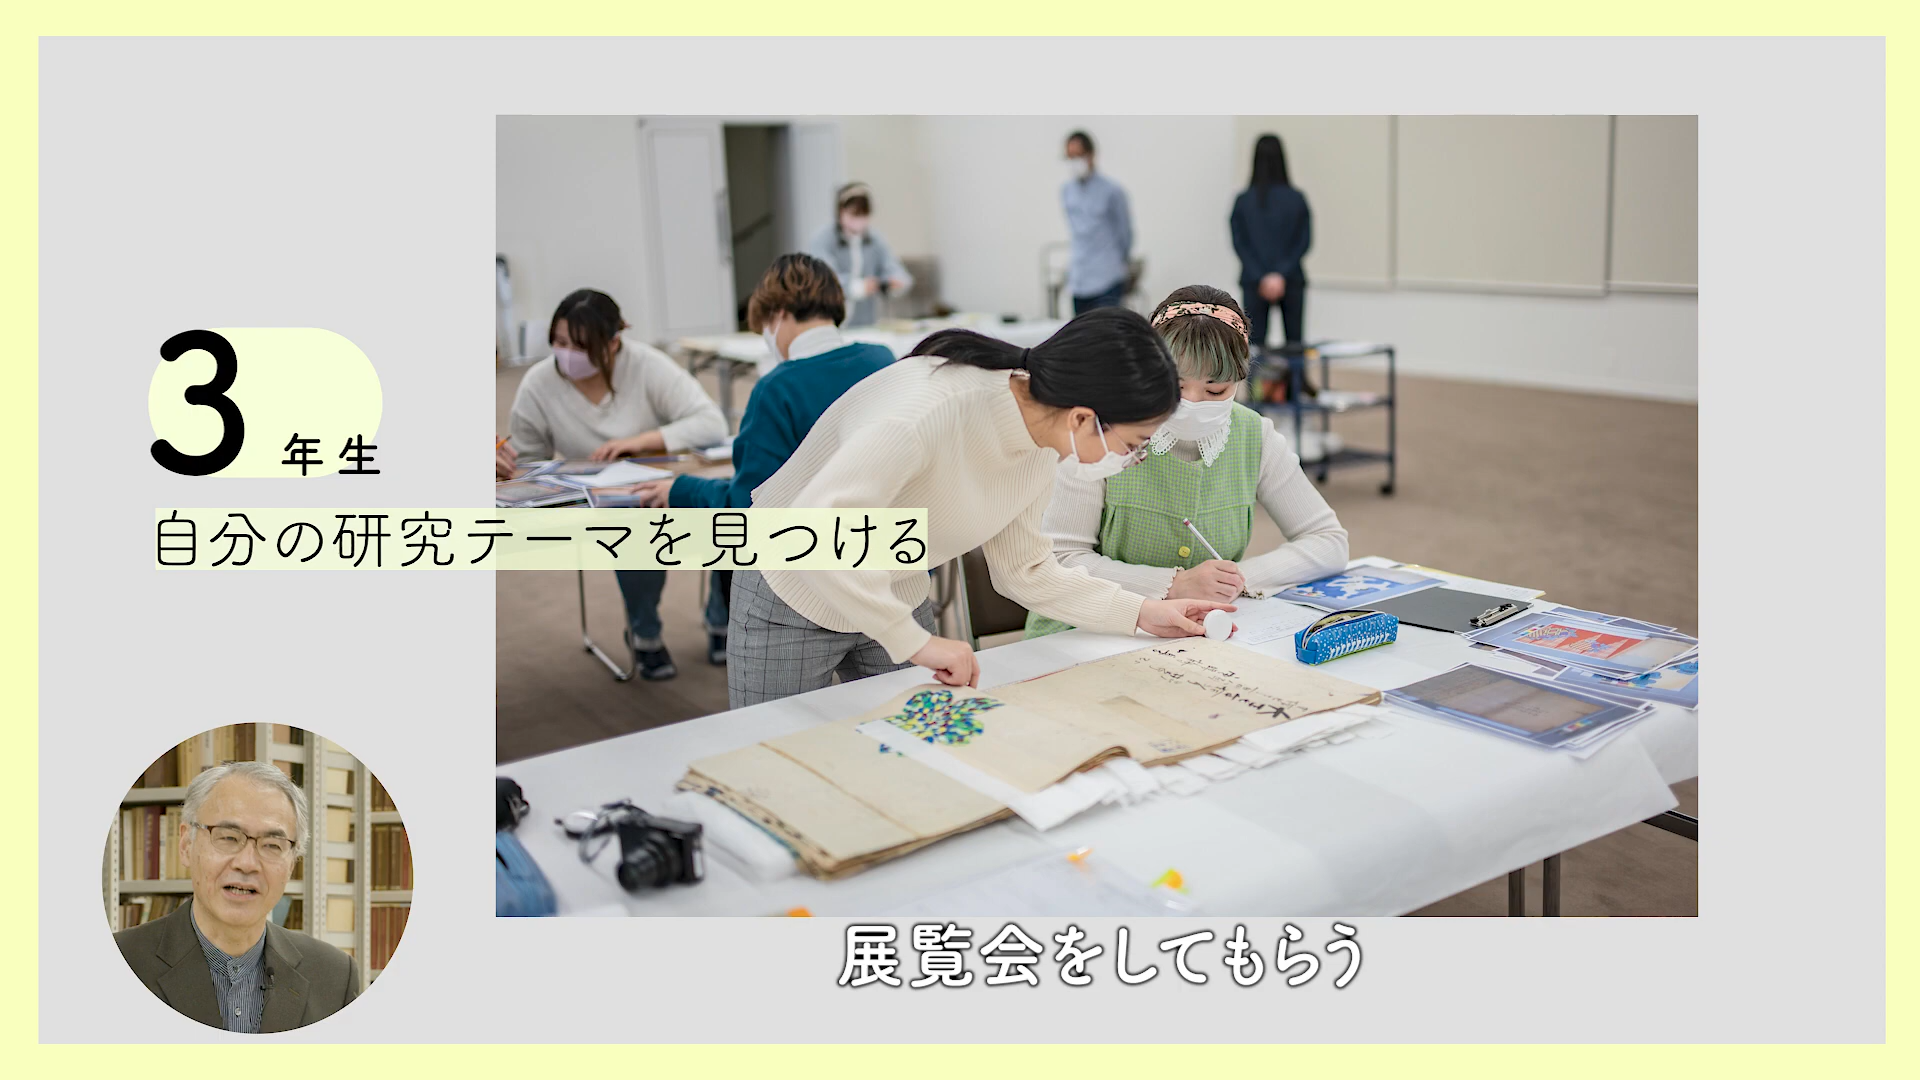 3年生
自分の研究テーマを見つける
展覧会をしてもらう